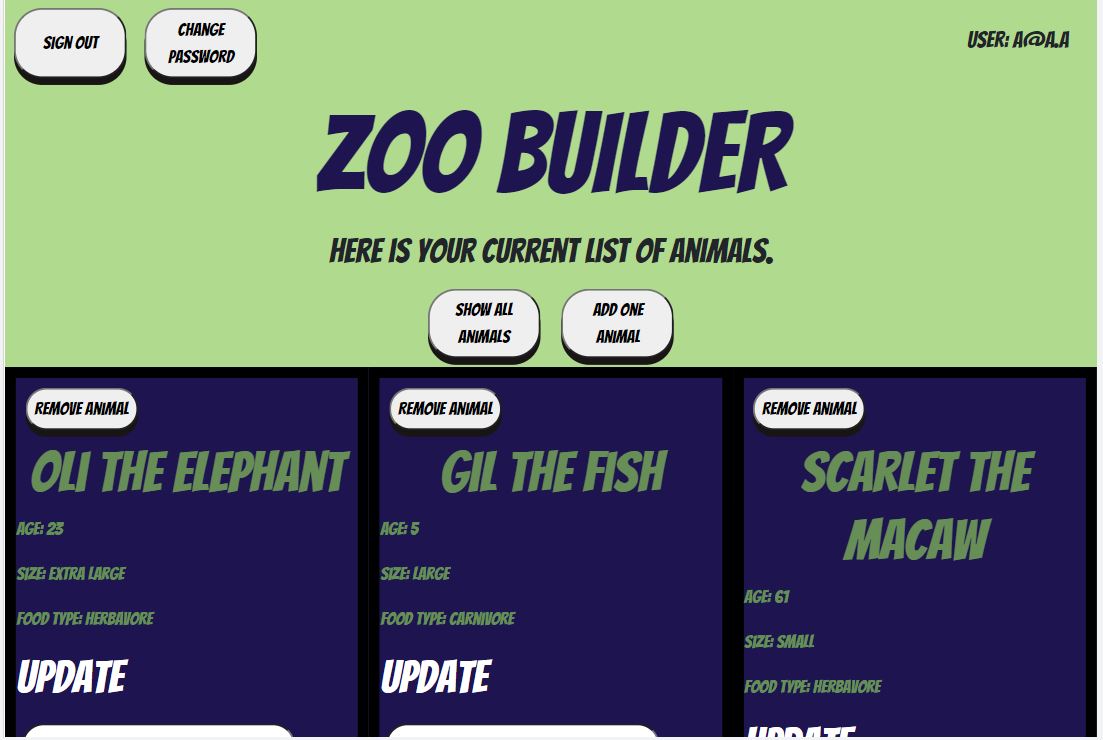 SIGN OUT
CHANGE
PASSWORD
USER: A@A.A
ZOO BUILDER
HERE IS YOUR CURRENT LIST OF ANIMALS.
SHOW ALL
ANIMALS
ADD ONE
ANIMAL
REMOVE ANIMAL
OLI THE ELEPHANT
AGE: 23
SIZE: EXTRA LARGE
FOOD TYPE: HERBAVORE
UPDATE
REMOVE ANIMAL
GIL THE FISH
AGE: 5
SIZE: LARGE
FOOD TYPE: CARNIVORE
UPDATE
REMOVE ANIMAL
SCARLET THE
MACAW
AGE: 61
SIZE: SMALL
FOOD TYPE: HERBAVORE
UPDATE